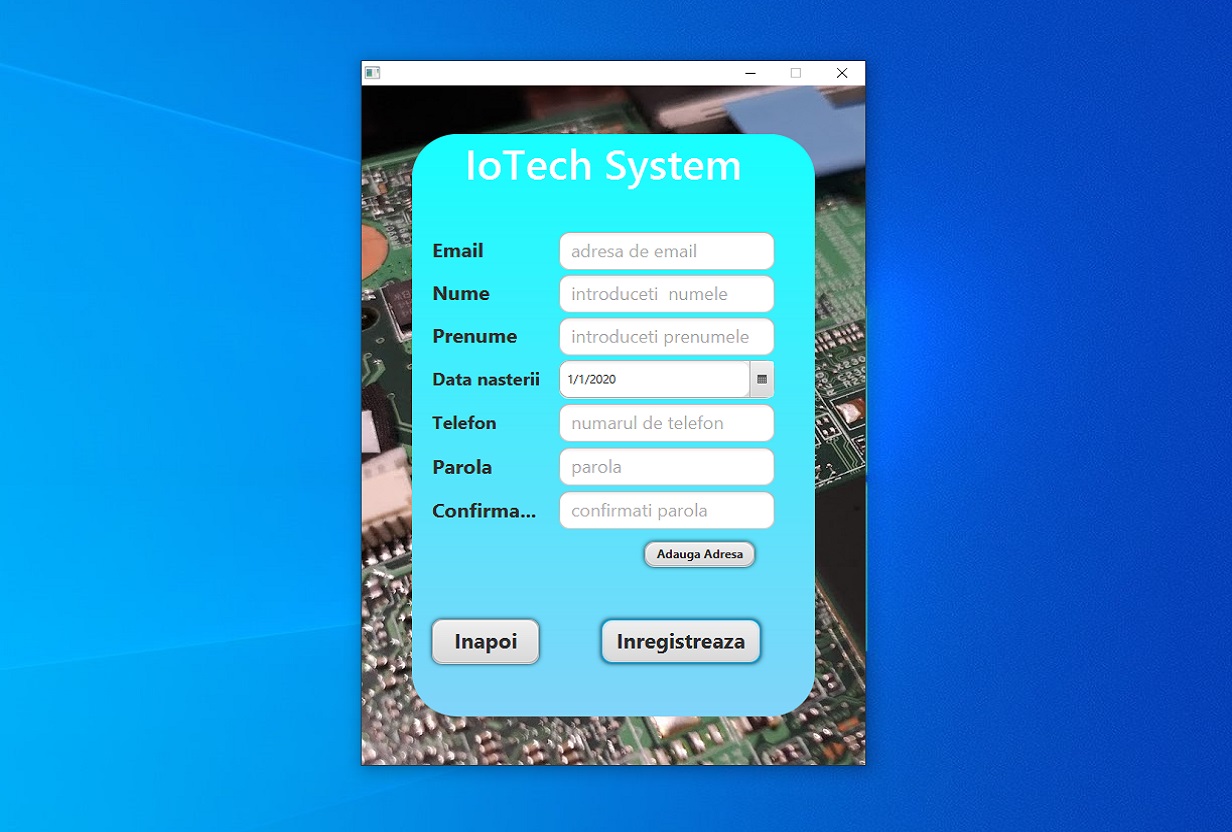 IoTech System
Email adresa de email
Nume introduceti  numele
Prenume introduceti prenumele
Data nasterii 1/1/2020
Telefon numarul de telefon
Parola parola
Confirma... confirmati parola
Adauga Adresa
Inapoi Inregistreaza